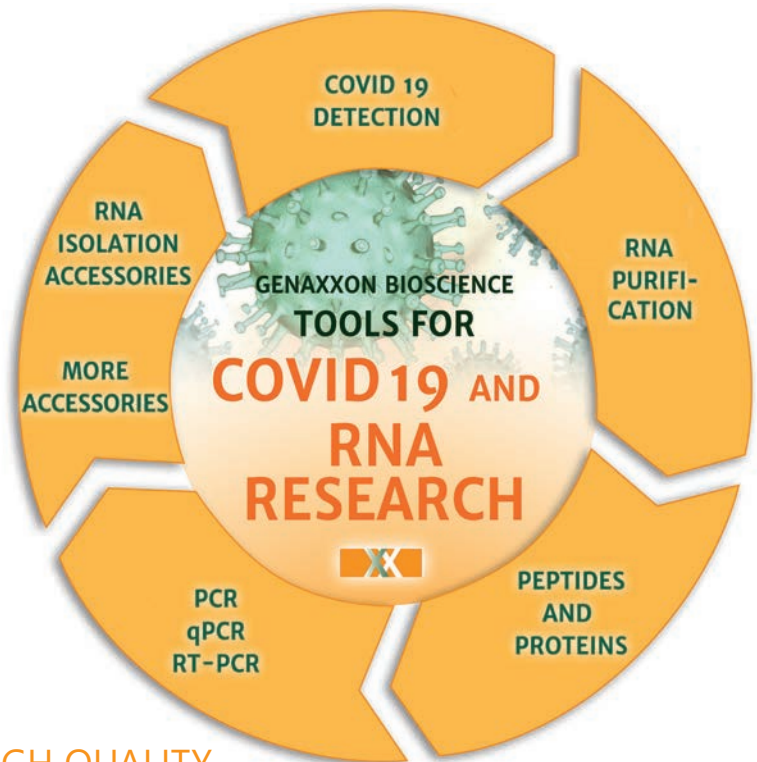 COVID 19
DETECTION
RNA
PURIFI-
CATION
PEPTIDES
AND
PROTEINS
PCR
qPCR
RT-PCR
RNA
ISOLATION
ACCESSORIES
MORE
ACCESSORIES
GENAXXON BIOSCIENCE
TOOLS FOR
COVID 19 AND
RNA
RESEARCH
QUALITY